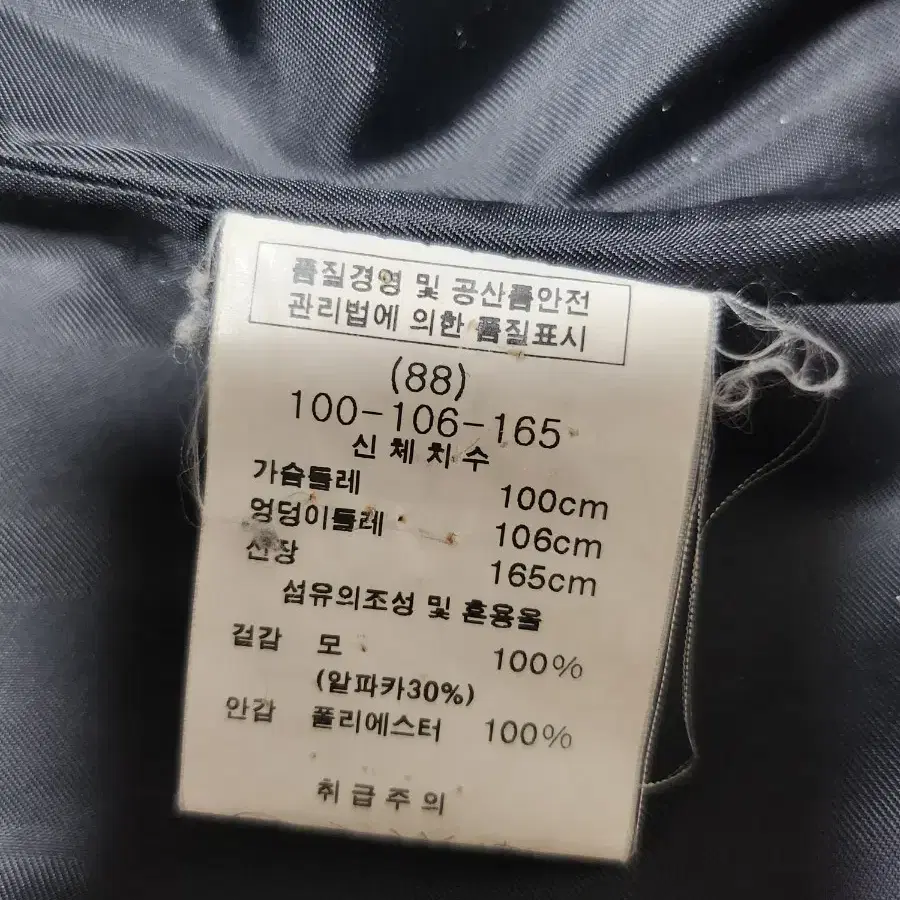 품질경영 및 공산품안전
관리법에 의한 품질표시
(88)
100-106-165
신체치수
가슴둘레 100cm
엉덩이둘레 106cm
신장 165cm
섬유의조성 및 혼용율
겉감 모 100%
(알파카30%)
안감 폴리에스터 100%
취급주의